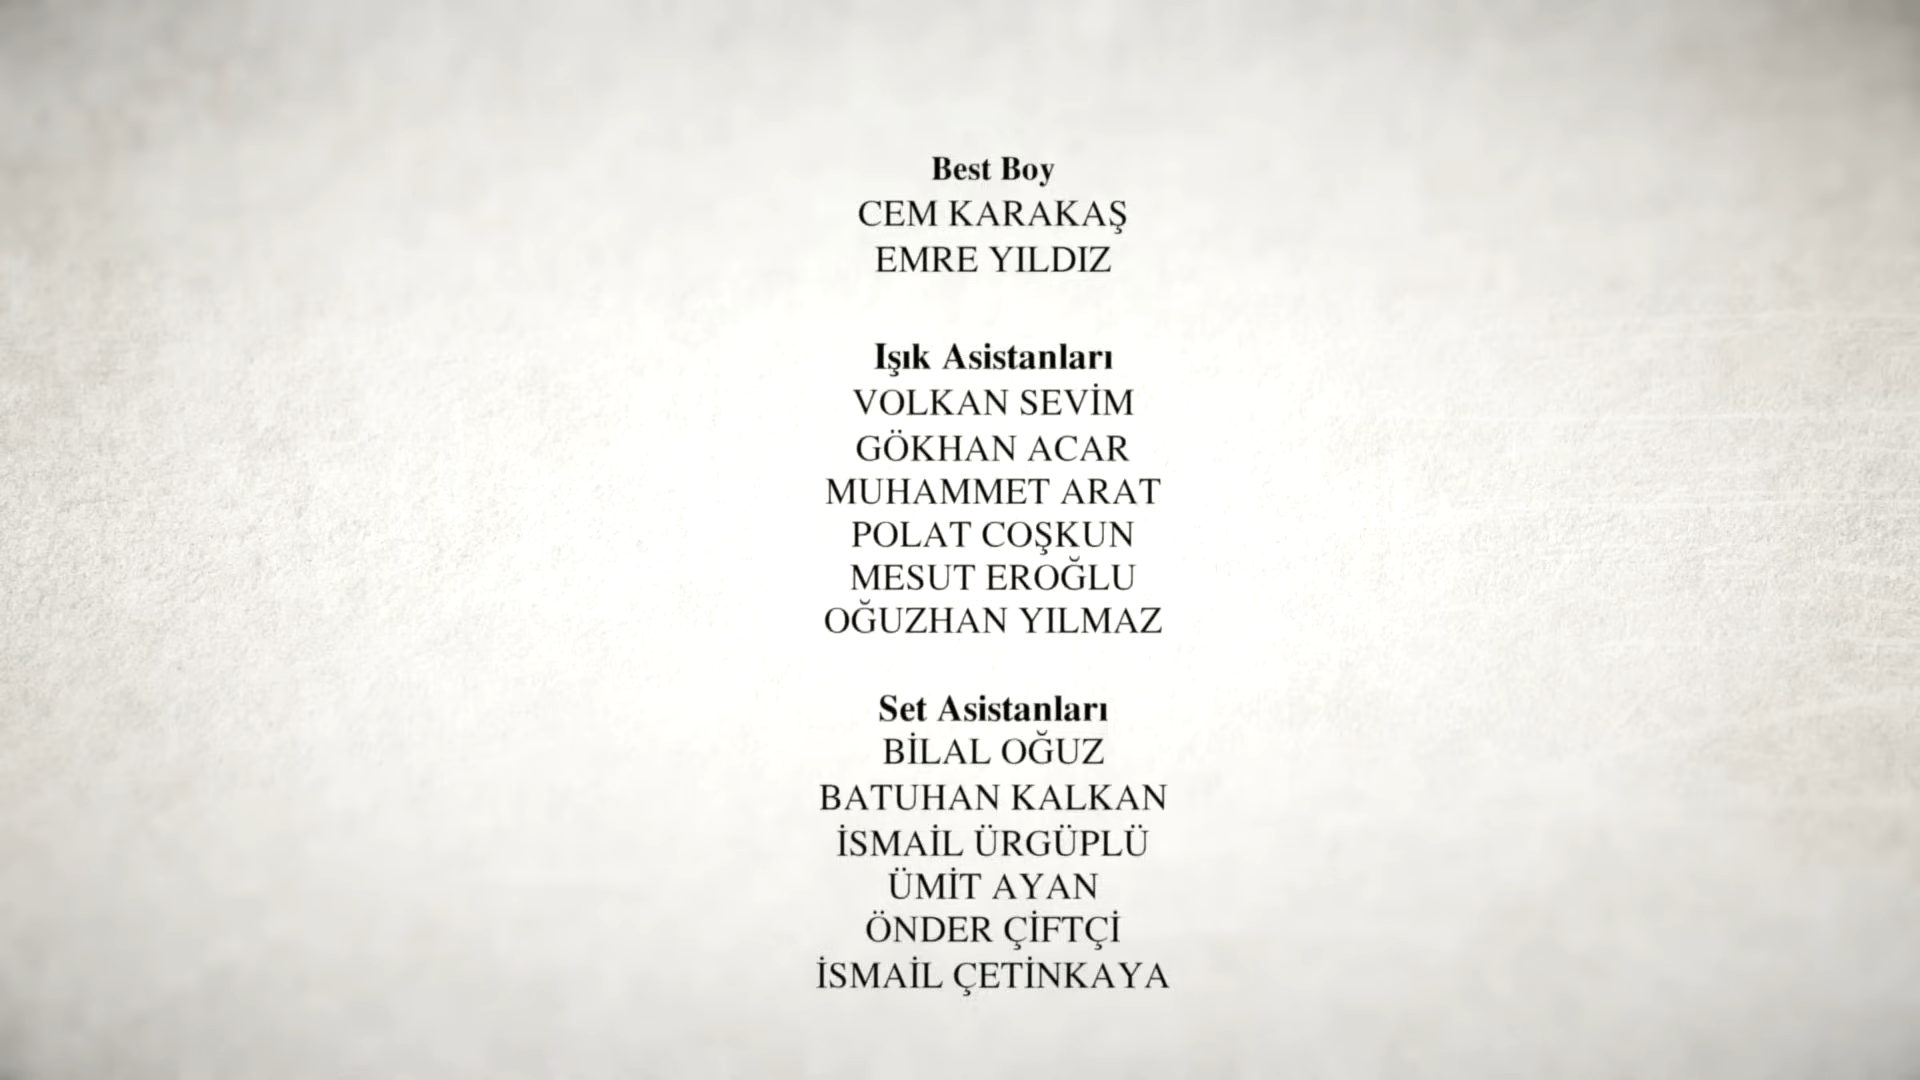 Best Boy
CEM KARAKAŞ
EMRE YILDIZ
Işık Asistanları
VOLKAN SEVİM
GÖKHAN ACAR
MUHAMMET ARAT
POLAT COŞKUN
MESUT EROĞLU
OĞUZHAN YILMAZ
Set Asistanları
BİLAL OĞUZ
BATUHAN KALKAN
İSMAİL ÜRGÜPLÜ
ÜMİT AYAN
ÖNDER ÇİFTÇİ
İSMAİL ÇETİNKAYA